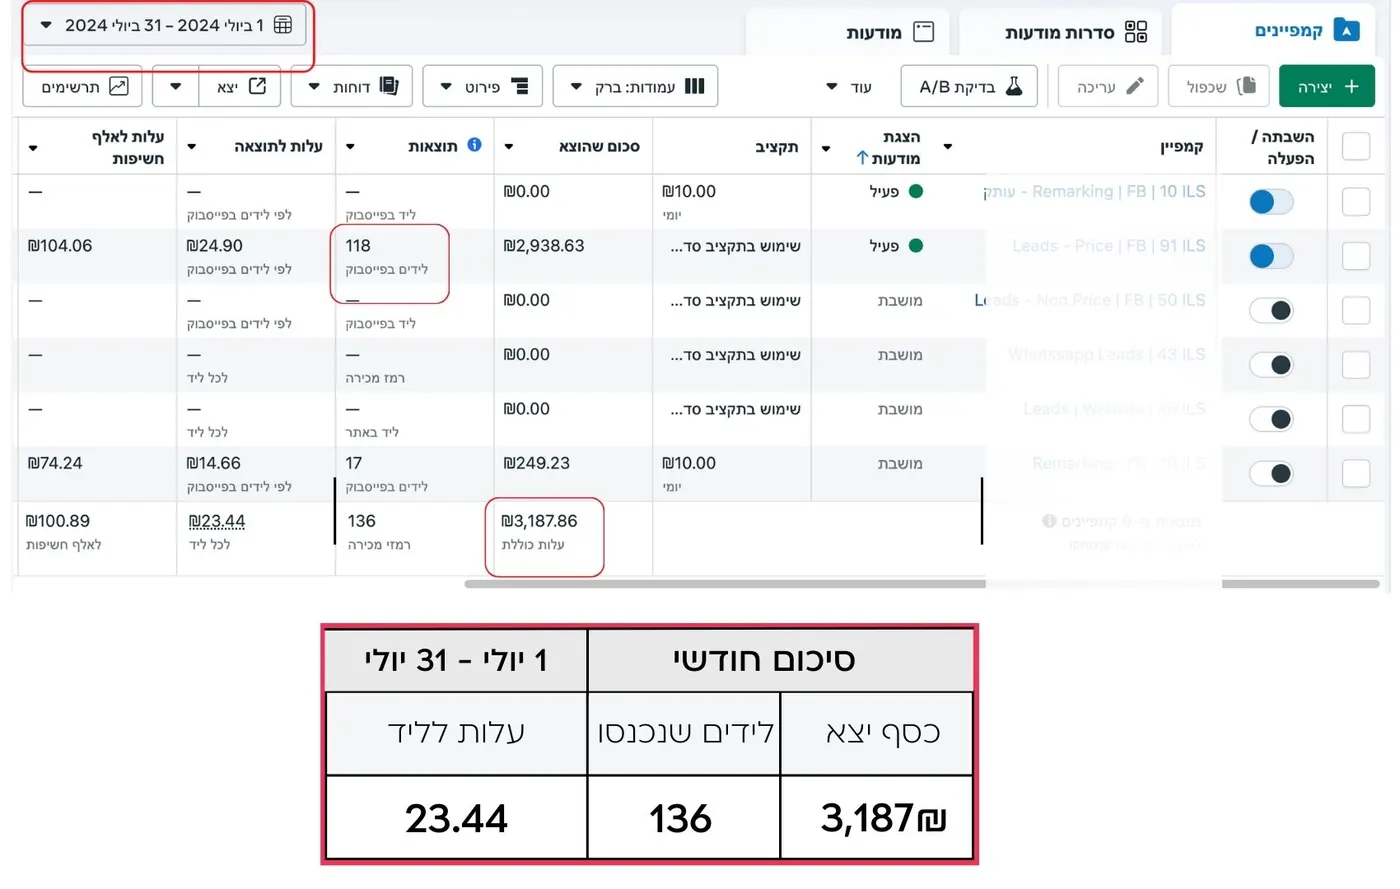 קמפיינים
סדרות מודעות
מודעות
1 ביולי 2024 – 31 ביולי 2024
יצירה
שכפול
עריכה
בדיקת A/B
עוד
עמודות: ברק
פירוט
דוחות
יצא
תרשימים
השבתה / הפעלה
קמפיין
הצגת מודעות
תקציב
סכום שהוצא
תוצאות
עלות לתוצאה
עלות לאלף חשיפות
Remarking | FB | 10 ILS - עותק
פעיל
₪10.00
יומי
₪0.00
—
ליד בפייסבוק
—
לפי לידים בפייסבוק
—
Leads - Price | FB | 91 ILS
פעיל
שימוש בתקציב סד...
₪2,938.63
118
לידים בפייסבוק
₪24.90
לפי לידים בפייסבוק
₪104.06
Leads - Non Price | FB | 50 ILS
מושבת
שימוש בתקציב סד...
₪0.00
—
ליד בפייסבוק
—
לפי לידים בפייסבוק
—
Whatssapp Leads | 43 ILS
מושבת
שימוש בתקציב סד...
₪0.00
—
רמז מכירה
—
לכל ליד
—
Leads |
מושבת
שימוש בתקציב סד...
₪0.00
—
ליד באתר
—
לכל ליד
—
Remarking
מושבת
₪10.00
יומי
₪249.23
17
לידים בפייסבוק
₪14.66
לפי לידים בפייסבוק
₪74.24
קמפיינים
₪3,187.86
עלות כוללת
136
רמזי מכירה
₪23.44
לכל ליד
₪100.89
לאלף חשיפות
סיכום חודשי
1 יולי - 31 יולי
כסף יצא
לידים שנכנסו
עלות לליד
3,187₪
136
23.44